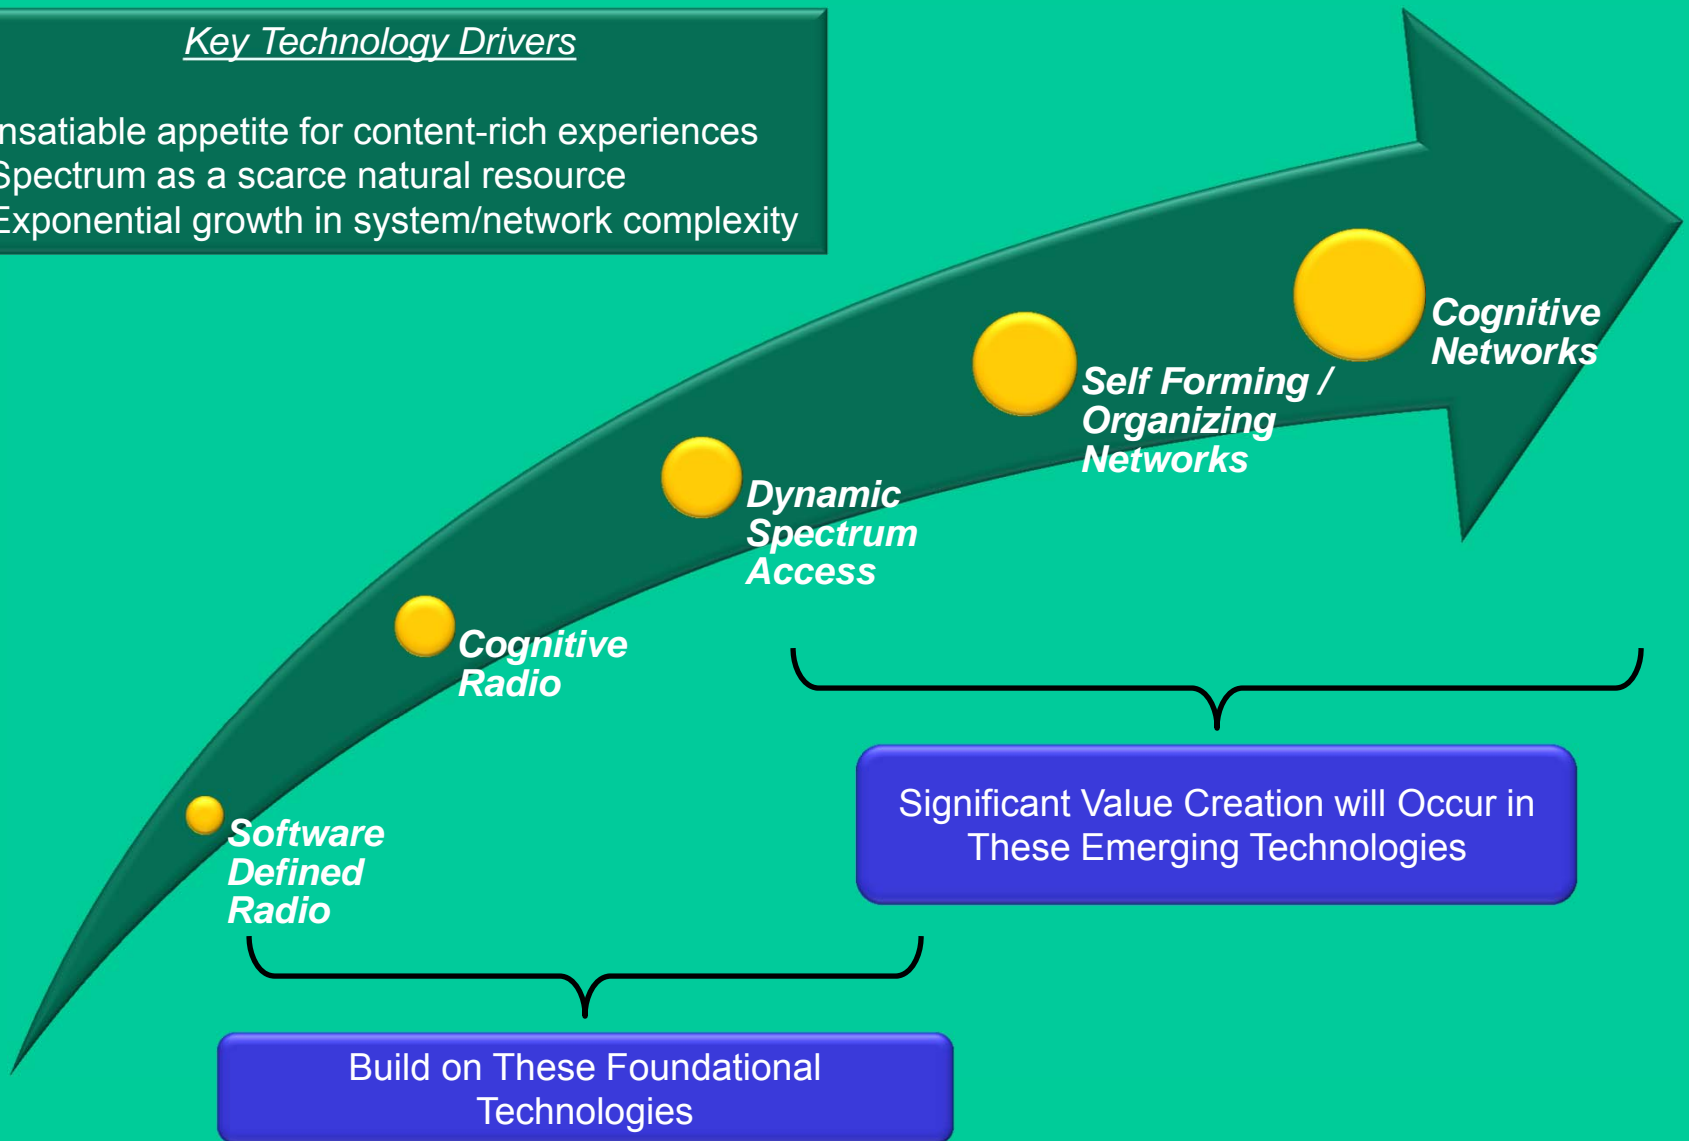 Key Technology Drivers
nsatiable appetite for content-rich experiences
Spectrum as a scarce natural resource
Exponential growth in system/network complexity
Cognitive
Networks
Self Forming /
Organizing
Networks
Dynamic
Spectrum
Access
Cognitive
Radio
Software
Defined
Radio
Significant Value Creation will Occur in
These Emerging Technologies
Build on These Foundational
Technologies